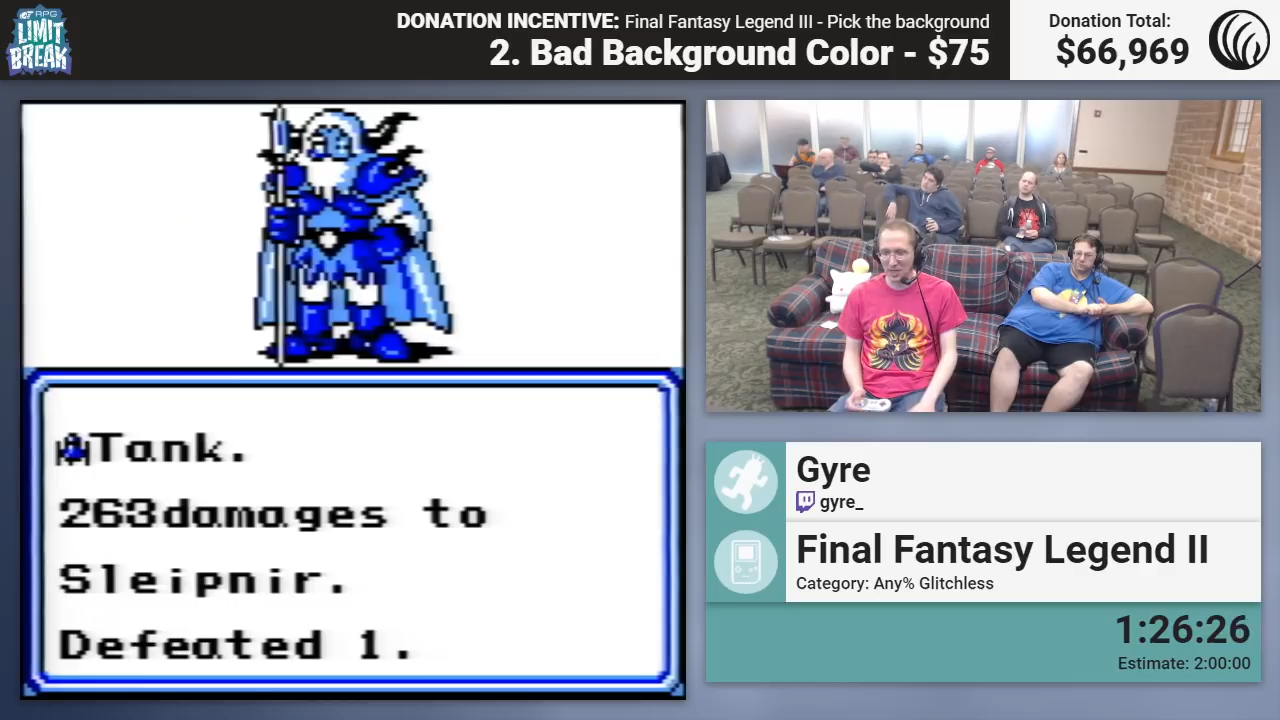 RPG
LIMIT
BREAK
DONATION INCENTIVE: Final Fantasy Legend III - Pick the background
2. Bad Background Color - $75
Donation Total:
$66,969
Tank.
263damages to
Sleipnir.
Defeated 1.
Gyre
gyre_
Final Fantasy Legend II
Category: Any% Glitchless
1:26:26
Estimate: 2:00:00